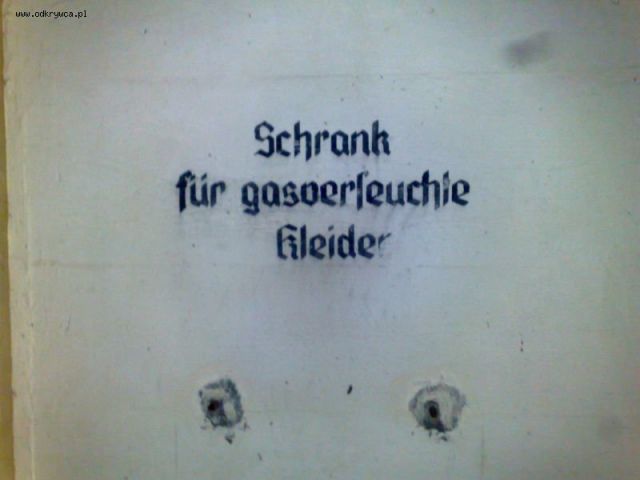 www.odkrywca.pl
Schrank
für gasverseuchte
Kleider